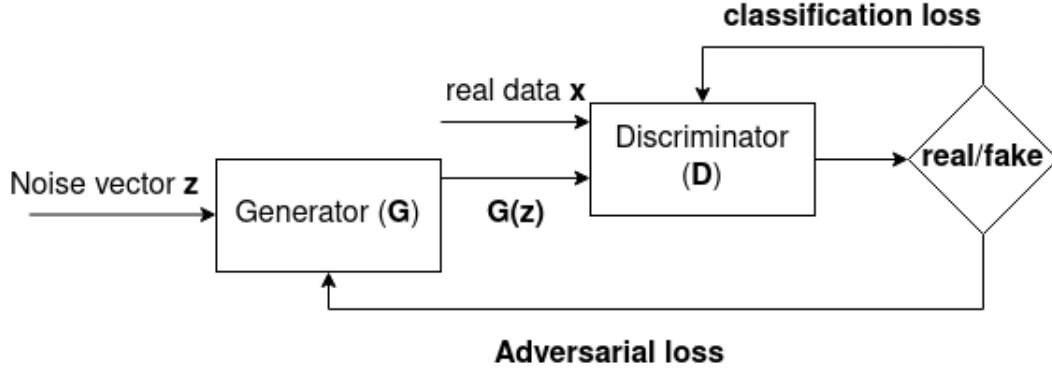 classification loss
real data x
Discriminator
(D)
real/fake
Noise vector z
Generator (G)
G(z)
Adversarial loss